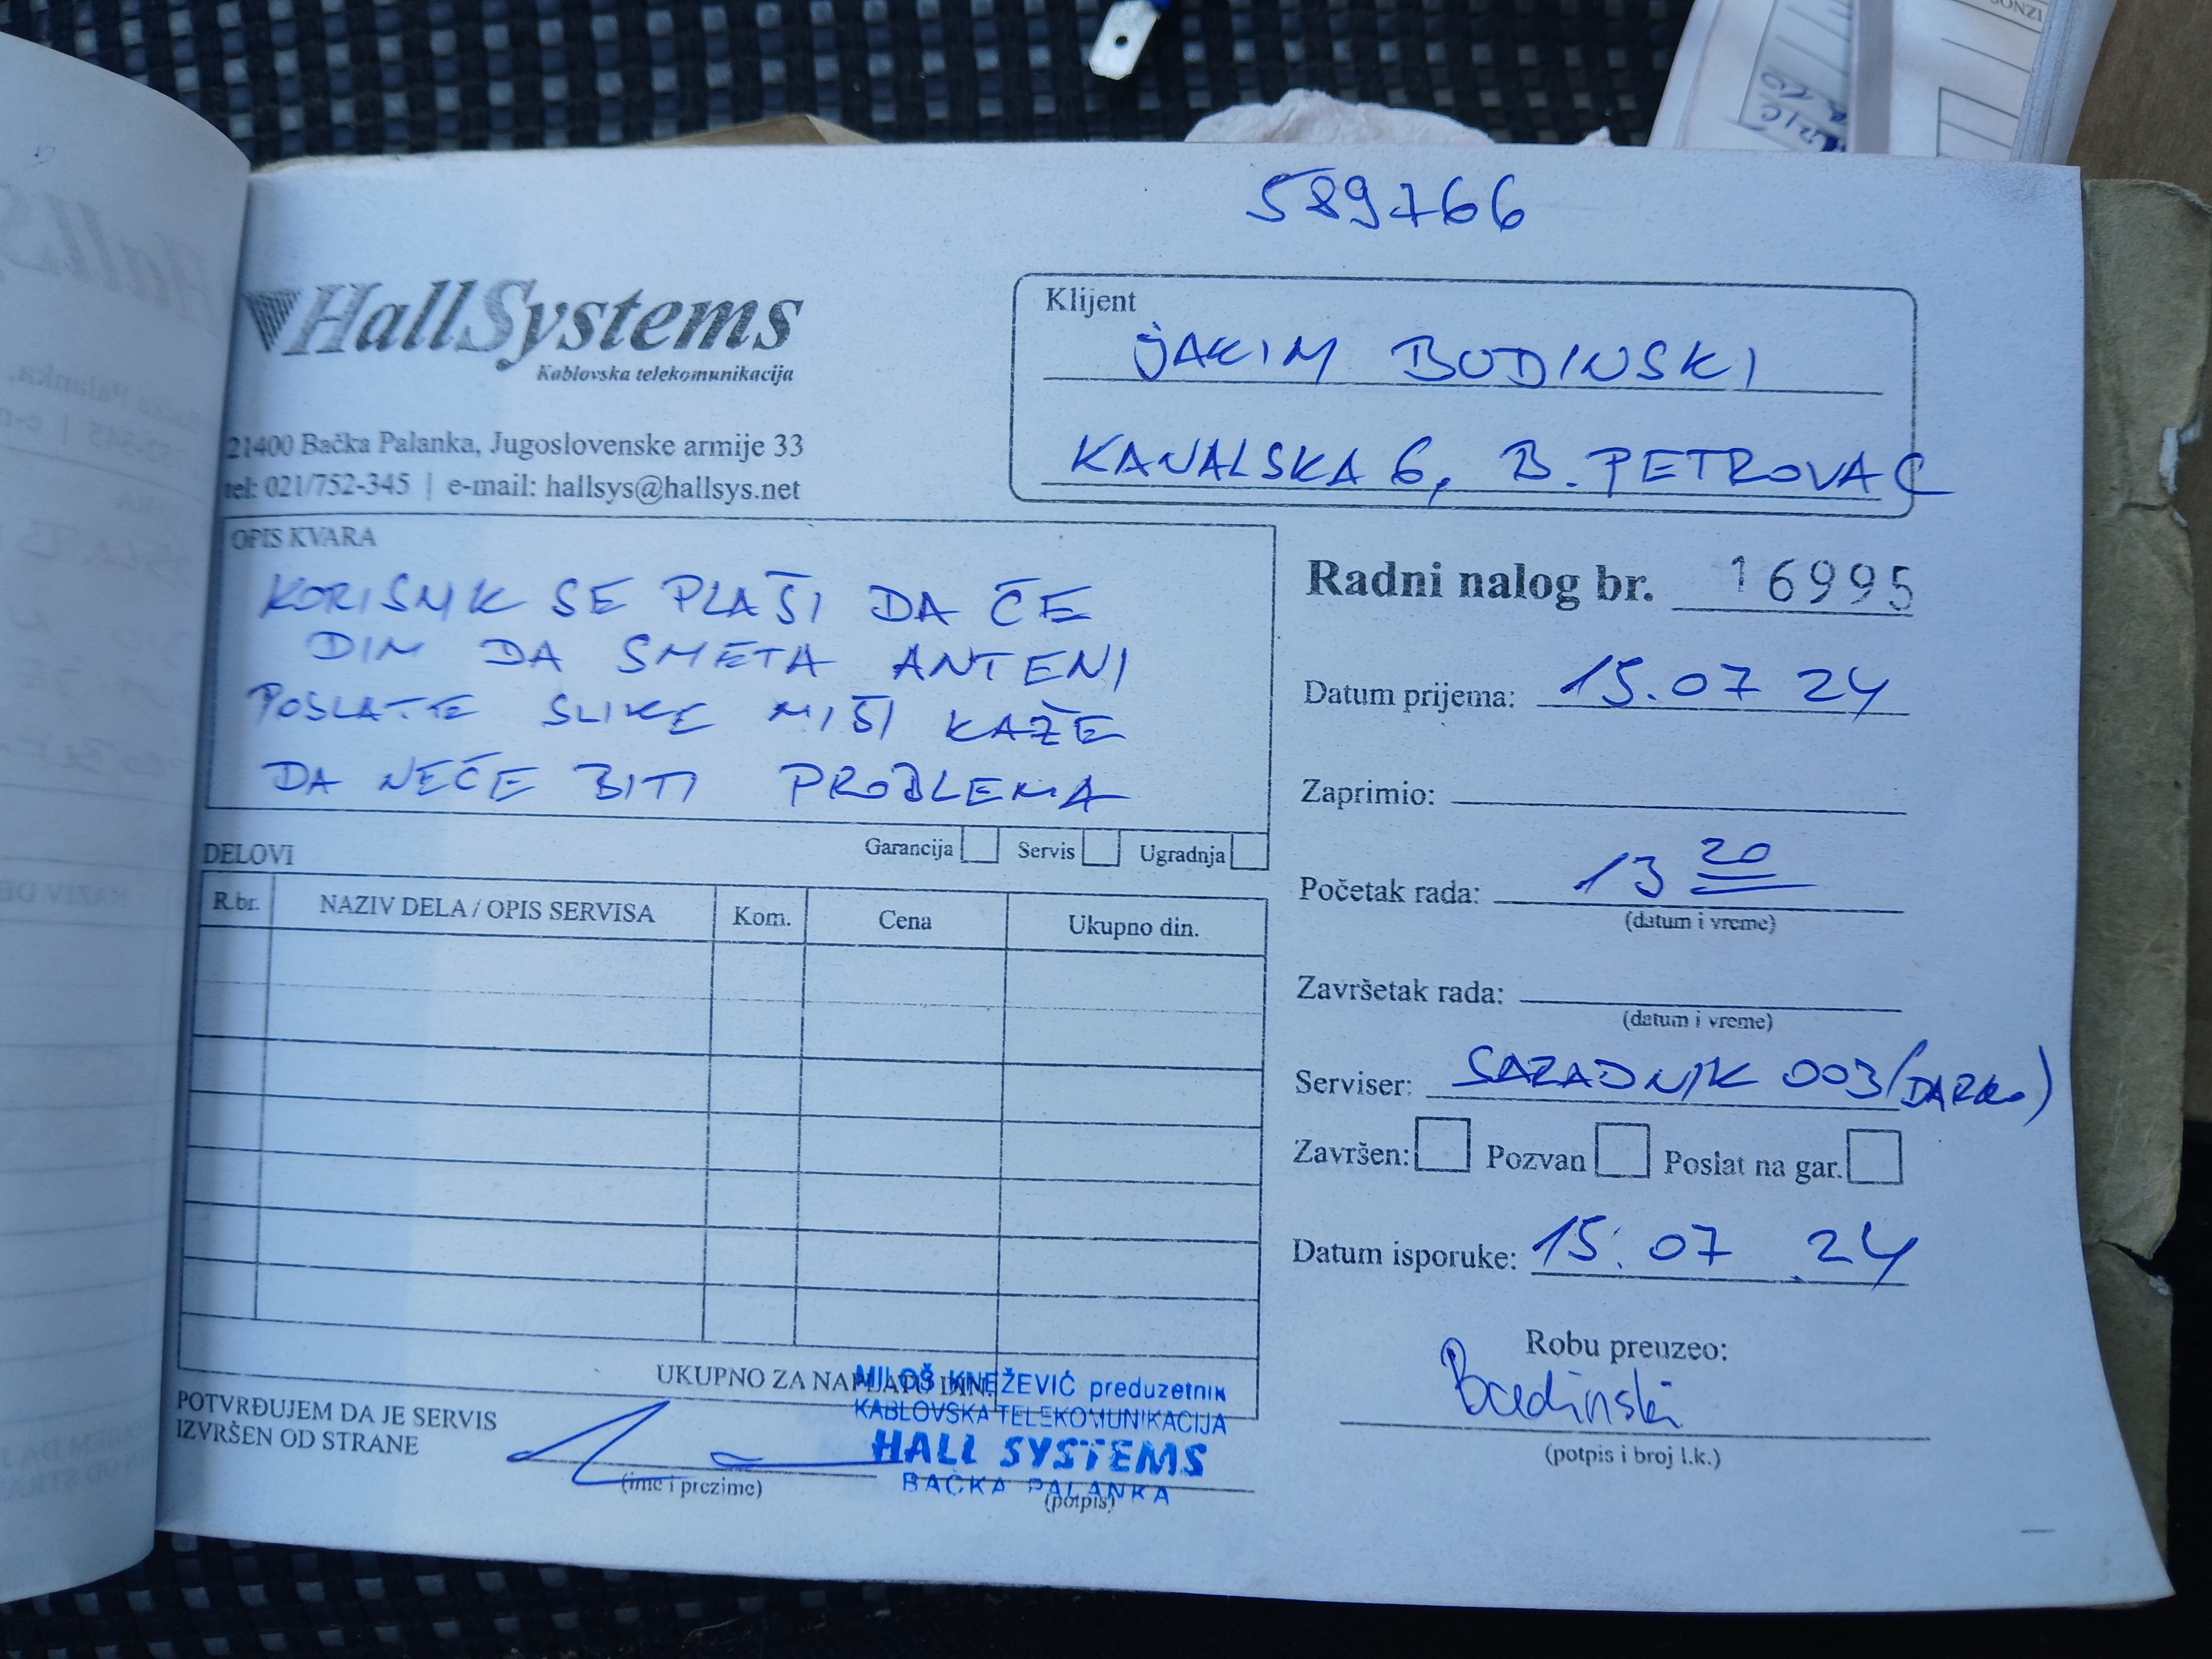 589766
HallSystems
Kablovska telekomunikacija
21400 Bačka Palanka, Jugoslovenske armije 33
tel: 021/752-345 | e-mail: hallsys@hallsys.net
Klijent
JAKIM BUDINSKI
KANALSKA 6, B. PETROVAC
OPIS KVARA
KORISNIK SE PLAŠI DA ČE
DIM DA SMETA ANTENI
POSLATE SLIKE MIŠI KAŽE
DA NEČE BITI PROBLEMA
Garancija Servis Ugradnja
DELOVI
R.br. NAZIV DELA / OPIS SERVISA Kom. Cena Ukupno din.
UKUPNO ZA NAPLATU DIN.
Radni nalog br. 16995
Datum prijema: 15.07 24
Zaprimio:
Početak rada: 13 20
(datum i vreme)
Završetak rada:
(datum i vreme)
Serviser: SARADNIK 003 (DARKO)
Završen: Pozvan Poslat na gar.
Datum isporuke: 15. 07 .24
Robu preuzeo:
Budinski
(potpis i broj l.k.)
POTVRĐUJEM DA JE SERVIS
IZVRŠEN OD STRANE
(ime i prezime)
(potpis)
MILOŠ KNEŽEVIĆ preduzetnik
KABLOVSKA TELEKOMUNIKACIJA
HALL SYSTEMS
BAČKA PALANKA